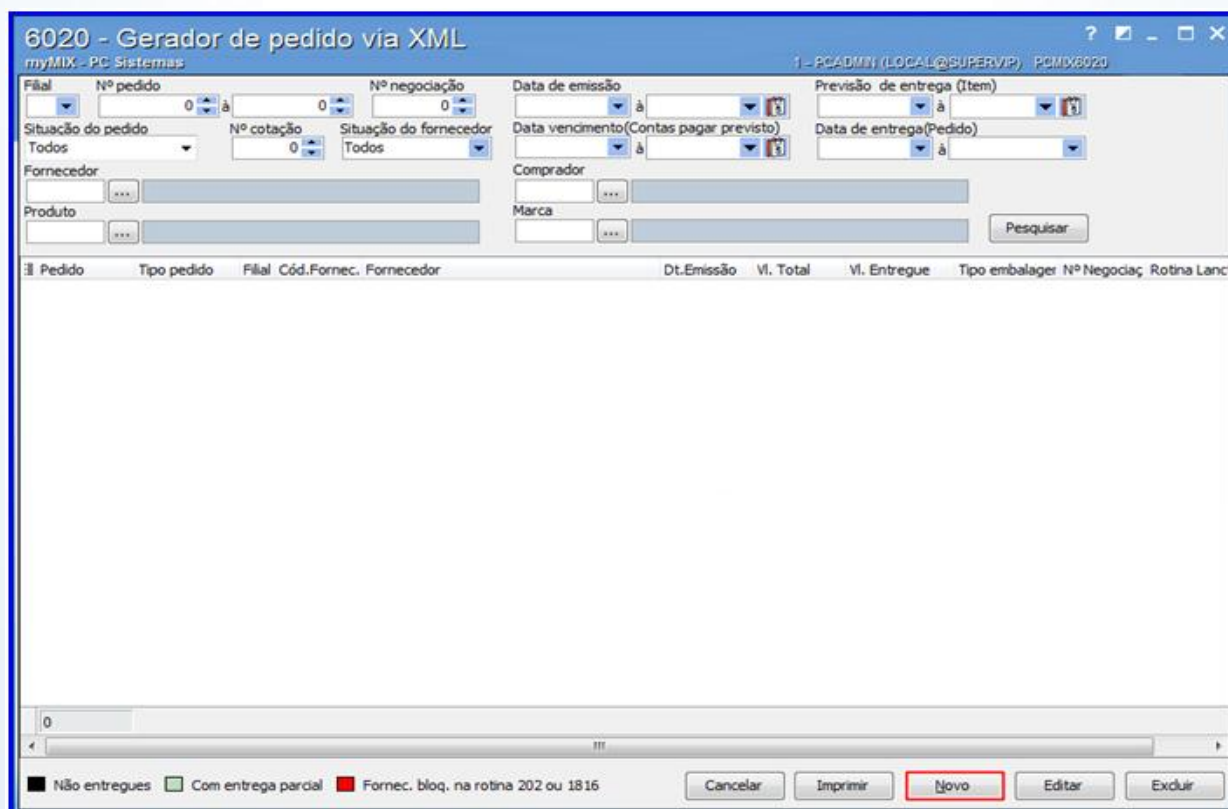 6020 - Gerador de pedido via XML ? _ X
myMIX - PC Sistemas 1 - PCADMIN (LOCAL@SUPERVIP) PCMIX6020
Filial Nº pedido Nº negociação Data de emissão Previsão de entrega (Item)
0 à 0 0 à à
Situação do pedido Nº cotação Situação do fornecedor Data vencimento(Contas pagar previsto) Data de entrega(Pedido)
Todos 0 Todos à à
Fornecedor Comprador
... ...
Produto Marca
... ... Pesquisar
Pedido Tipo pedido Filial Cód.Fornec. Fornecedor Dt.Emissão Vl. Total Vl. Entregue Tipo embalager Nº Negociaç Rotina Lanc
0
Não entregues Com entrega parcial Fornec. bloq. na rotina 202 ou 1816 Cancelar Imprimir Novo Editar Excluir